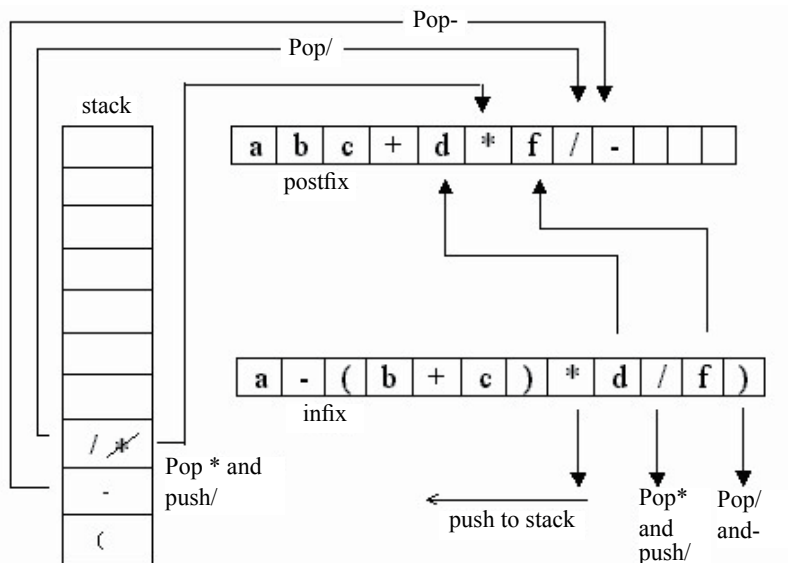 Pop-
Pop/
stack
a b c + d * f / -
postfix
a - ( b + c ) * d / f )
infix
/ *
Pop * and
push/
-
(
push to stack
Pop*
and
push/
Pop/
and-